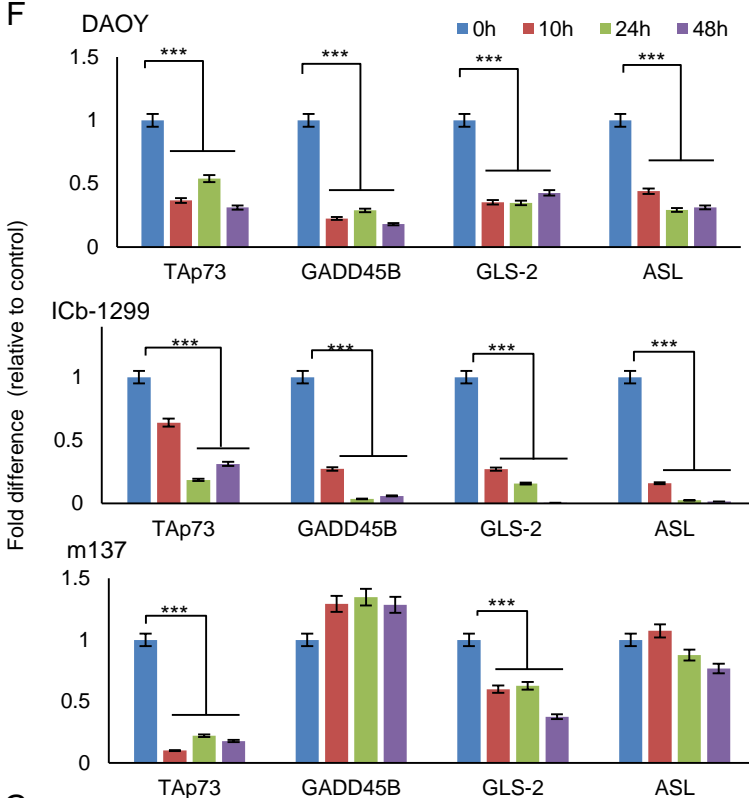 F
DAOY
0h 10h 24h 48h
1.5
1
0.5
0
*** *** *** ***
TAp73 GADD45B GLS-2 ASL
Fold difference (relative to control)
ICb-1299
1
0.5
0
*** *** *** ***
TAp73 GADD45B GLS-2 ASL
m137
1.5
1
0.5
0
*** ***
TAp73 GADD45B GLS-2 ASL